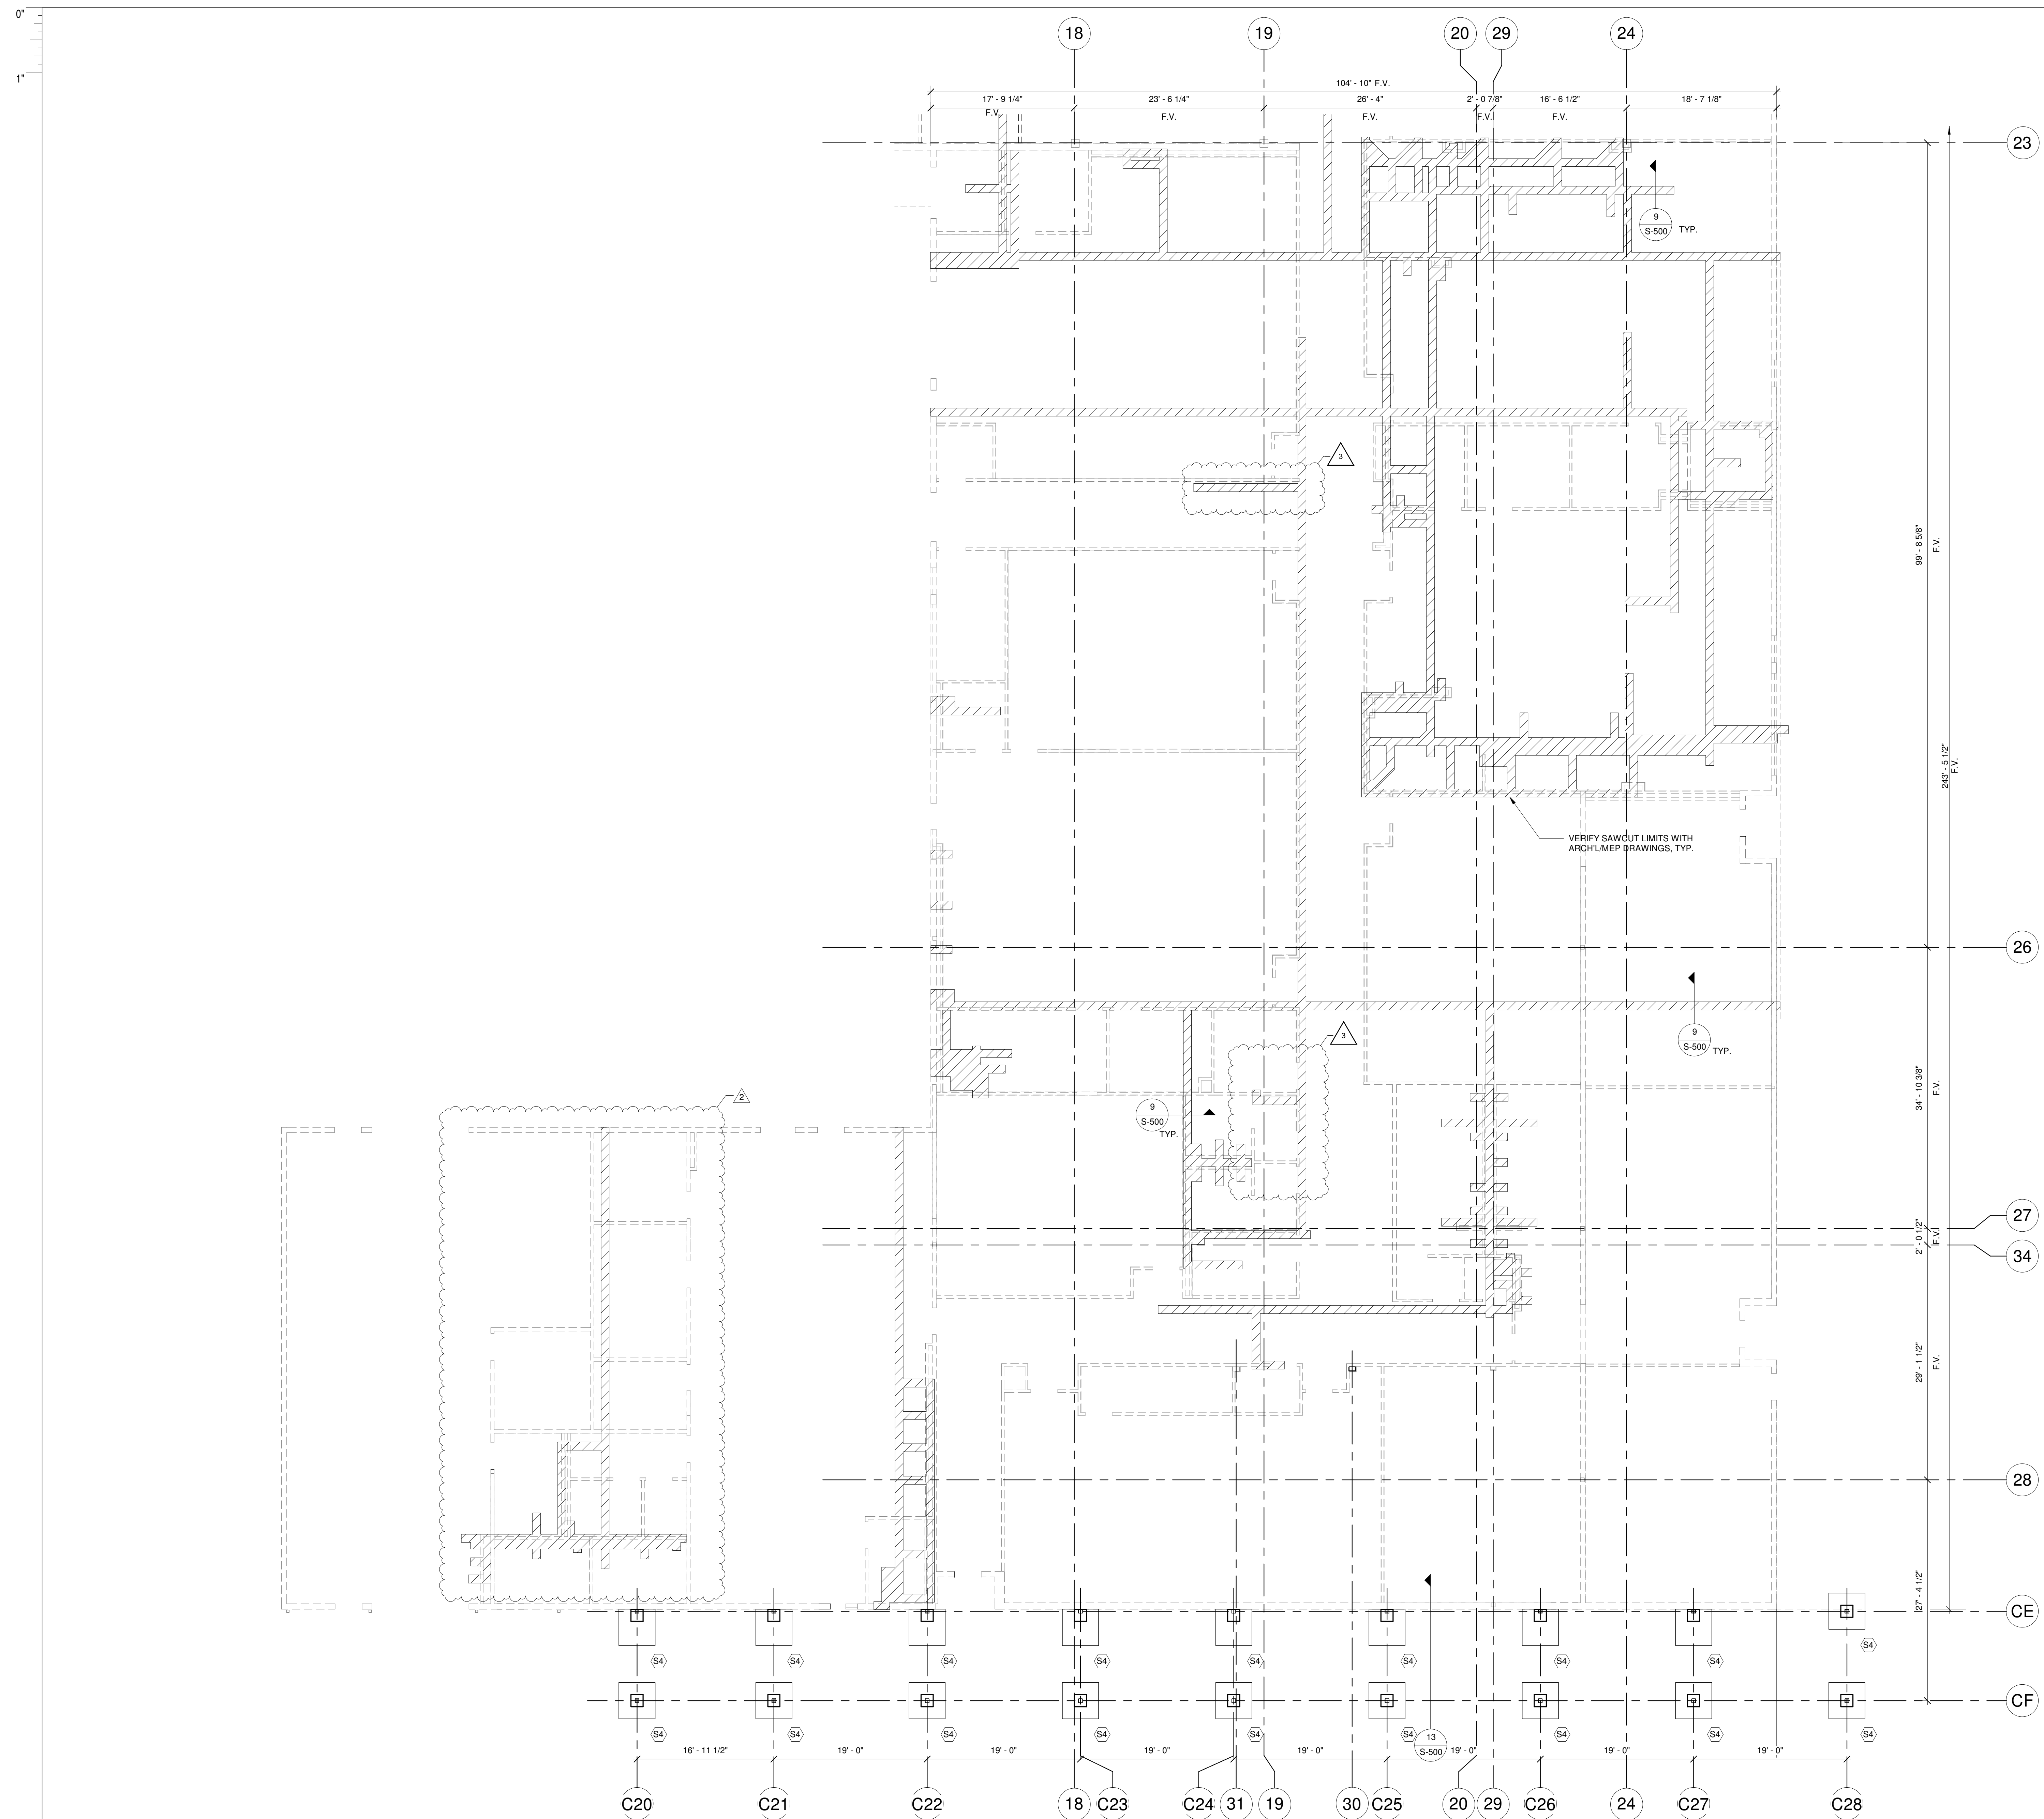 0"
1"
18
19
20
29
24
104' - 10" F.V.
17' - 9 1/4"
23' - 6 1/4"
26' - 4"
2' - 0 7/8"
16' - 6 1/2"
18' - 7 1/8"
F.V.
F.V.
F.V.
F.V.
F.V.
23
9
S-500
TYP.
3
99' - 8 5/8"
F.V.
243' - 5 1/2"
F.V.
VERIFY SAWCUT LIMITS WITH
ARCH'L/MEP DRAWINGS, TYP.
26
9
S-500
TYP.
3
2
34' - 10 3/8"
F.V.
9
S-500
TYP.
27
2' - 0 1/2"
F.V.
34
29' - 1 1/2"
F.V.
28
27' - 4 1/2"
CE
S4
S4
S4
S4
S4
S4
S4
S4
S4
CF
S4
S4
S4
S4
S4
S4
S4
S4
S4
13
S-500
16' - 11 1/2"
19' - 0"
19' - 0"
19' - 0"
19' - 0"
19' - 0"
19' - 0"
19' - 0"
C20
C21
C22
18
C23
C24
31
19
30
C25
20
29
C26
24
C27
C28